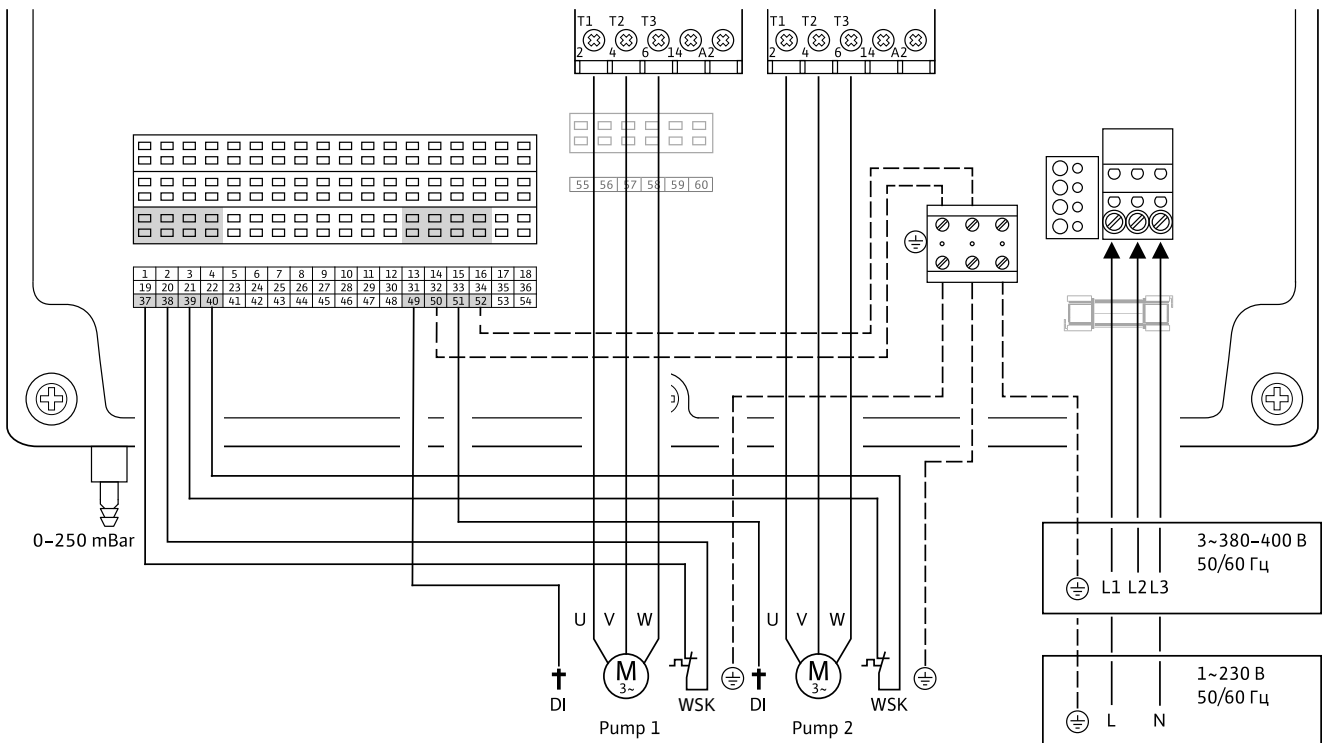 T1 T2 T3
2 4 6 14 A2
T1 T2 T3
2 4 6 14 A2
55 56 57 58 59 60
1 2 3 4 5 6 7 8 9 10 11 12 13 14 15 16 17 18
19 20 21 22 23 24 25 26 27 28 29 30 31 32 33 34 35 36
37 38 39 40 41 42 43 44 45 46 47 48 49 50 51 52 53 54
0–250 mBar
3~380–400 В
50/60 Гц
L1 L2 L3
U V W
U V W
M
3~
M
3~
DI
WSK
DI
WSK
Pump 1
Pump 2
1~230 В
50/60 Гц
L N